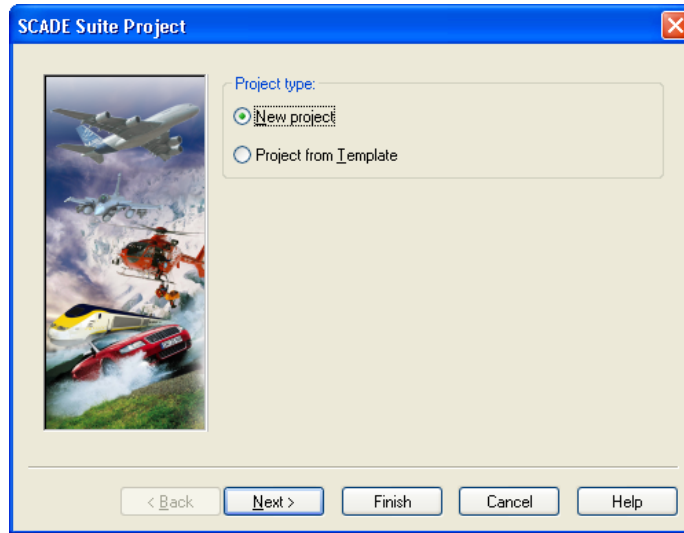 SCADE Suite Project
Project type:
New project
Project from Template
< Back Next > Finish Cancel Help